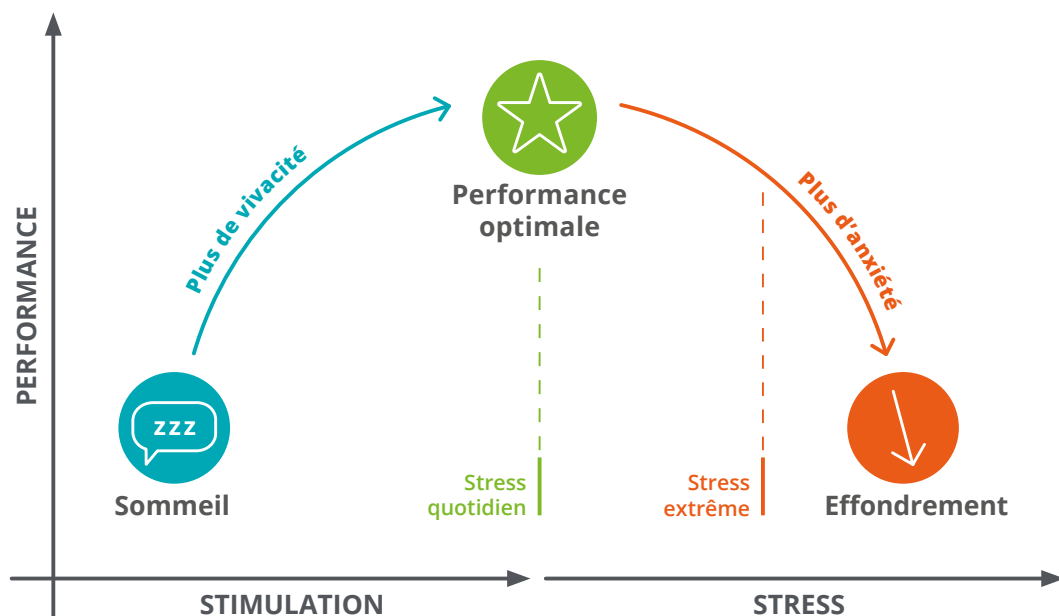 PERFORMANCE
Plus de vivacité
Performance
optimale
Plus d'anxiété
zzz
Sommeil
Stress
quotidien
Stress
extrême
Effondrement
STIMULATION
STRESS